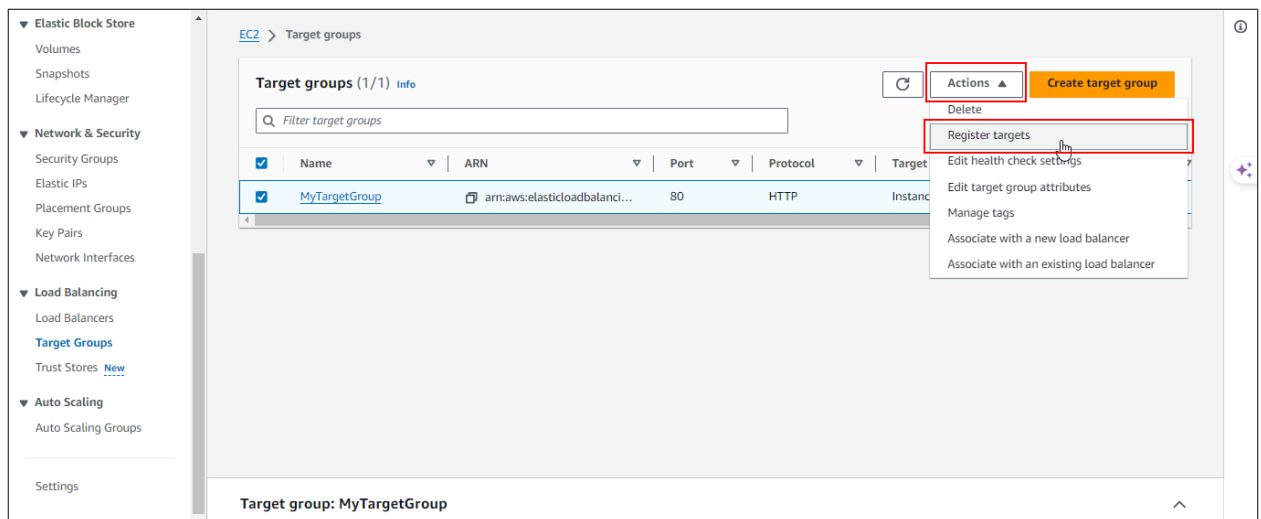 Elastic Block Store
Volumes
Snapshots
Lifecycle Manager
Network & Security
Security Groups
Elastic IPs
Placement Groups
Key Pairs
Network Interfaces
Load Balancing
Load Balancers
Target Groups
Trust Stores New
Auto Scaling
Auto Scaling Groups
Settings
EC2 > Target groups
Target groups (1/1) Info
Actions
Create target group
Filter target groups
Delete
Register targets
Edit health check settings
Edit target group attributes
Manage tags
Associate with a new load balancer
Associate with an existing load balancer
Name ARN Port Protocol Target
MyTargetGroup arn:aws:elasticloadbalanci... 80 HTTP Instanc
Target group: MyTargetGroup